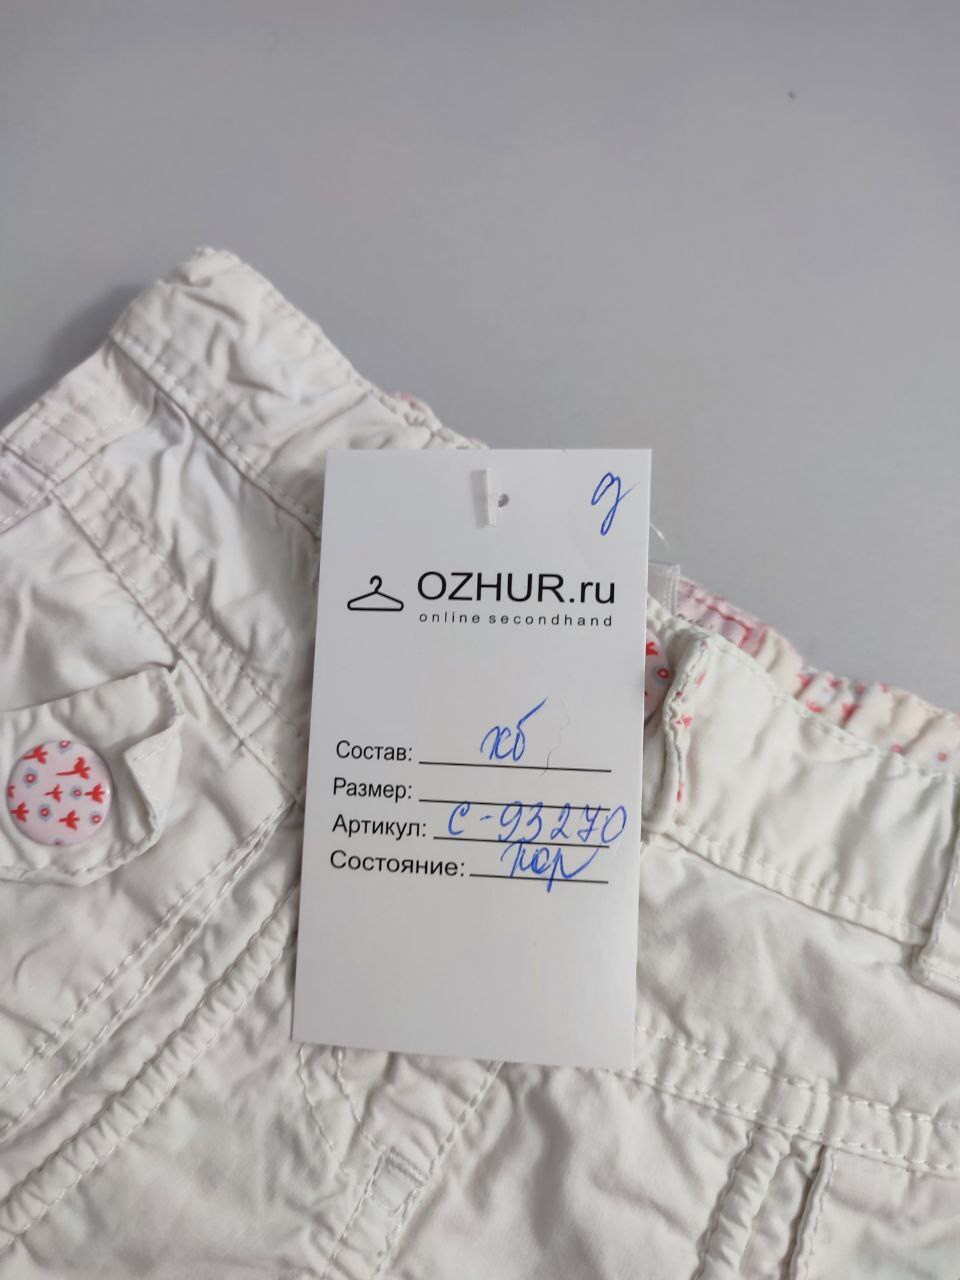 д
OZHUR.ru
online secondhand
Состав: хб
Размер:
Артикул: С-93270
Состояние: хор